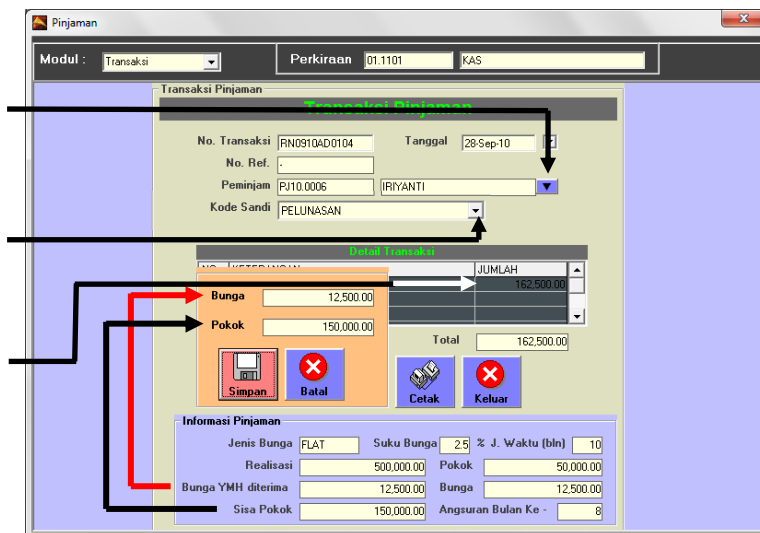 Pinjaman
Modul : Transaksi Perkiraan 01.1101 KAS
Transaksi Pinjaman
Transaksi Pinjaman
No. Transaksi RN0910AD0104 Tanggal 28-Sep-10
No. Ref. -
Peminjam PJ10.0006 IRIYANTI
Kode Sandi PELUNASAN
Detail Transaksi
NO KETERANGAN JUMLAH
162,500.00
Bunga 12,500.00
Pokok 150,000.00
Total 162,500.00
Simpan Batal Cetak Keluar
Informasi Pinjaman
Jenis Bunga FLAT Suku Bunga 2.5 % J. Waktu (bln) 10
Realisasi 500,000.00 Pokok 50,000.00
Bunga YMH diterima 12,500.00 Bunga 12,500.00
Sisa Pokok 150,000.00 Angsuran Bulan Ke - 8